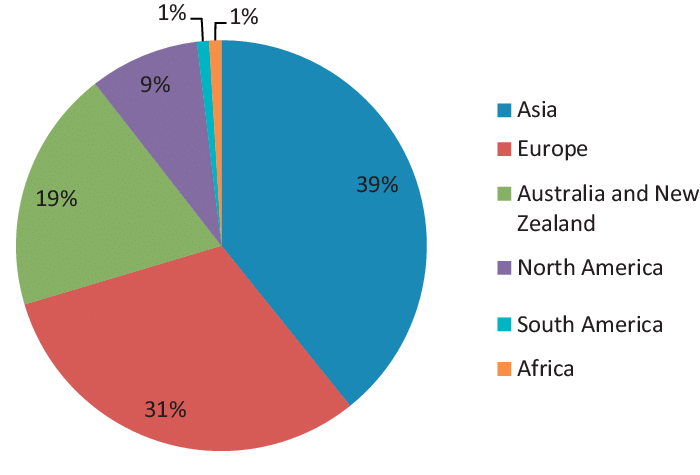 1%
1%
9%
39%
19%
31%
Asia
Europe
Australia and New
Zealand
North America
South America
Africa